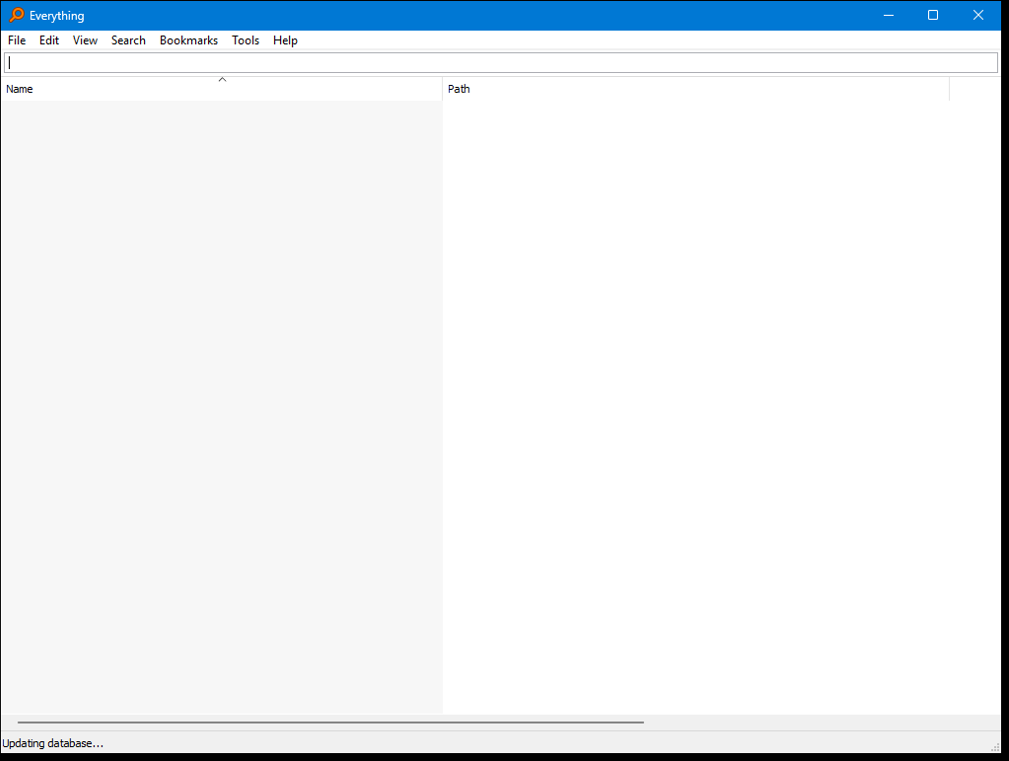 Everything
File Edit View Search Bookmarks Tools Help
Name Path
Updating database...